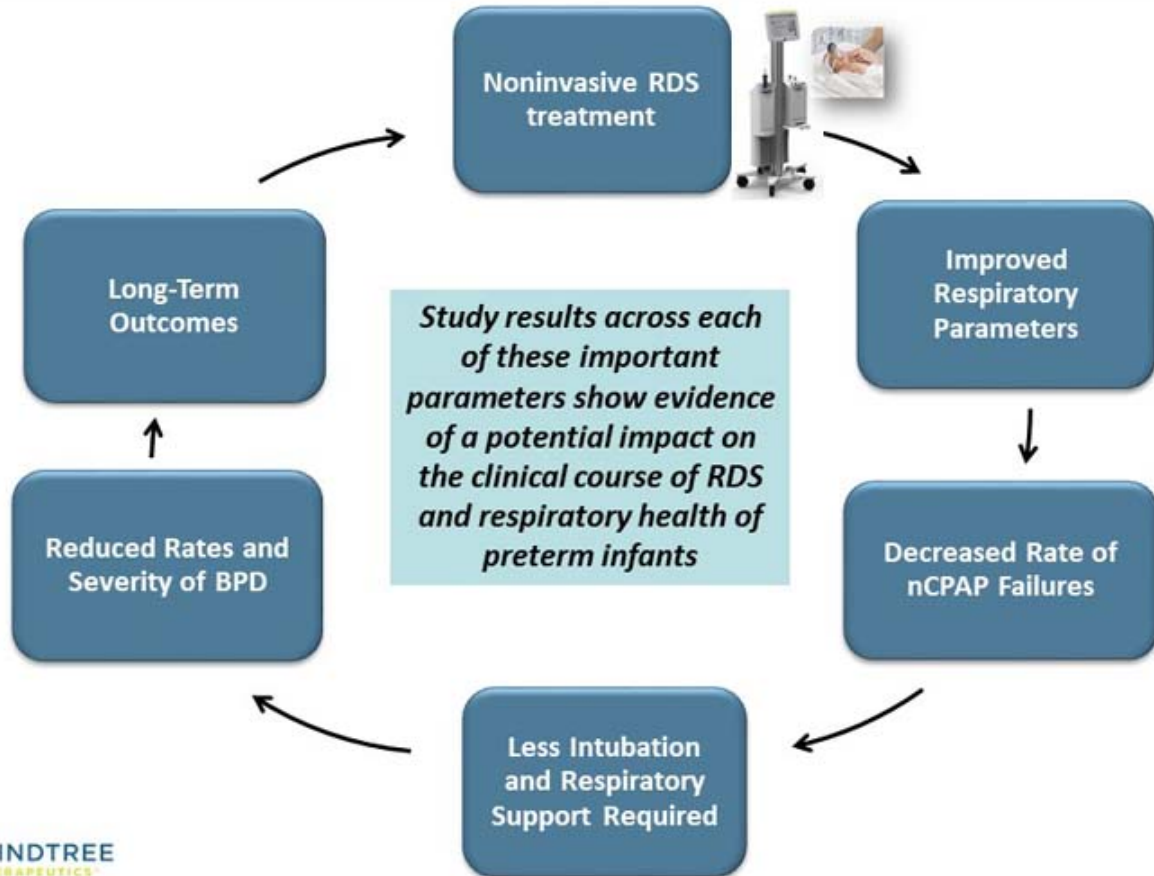 Noninvasive RDS
treatment
Improved
Respiratory
Parameters
Decreased Rate of
nCPAP Failures
Less Intubation
and Respiratory
Support Required
Reduced Rates and
Severity of BPD
Long-Term
Outcomes
Study results across each
of these important
parameters show evidence
of a potential impact on
the clinical course of RDS
and respiratory health of
preterm infants
INDTREE
ERAPEUTICS